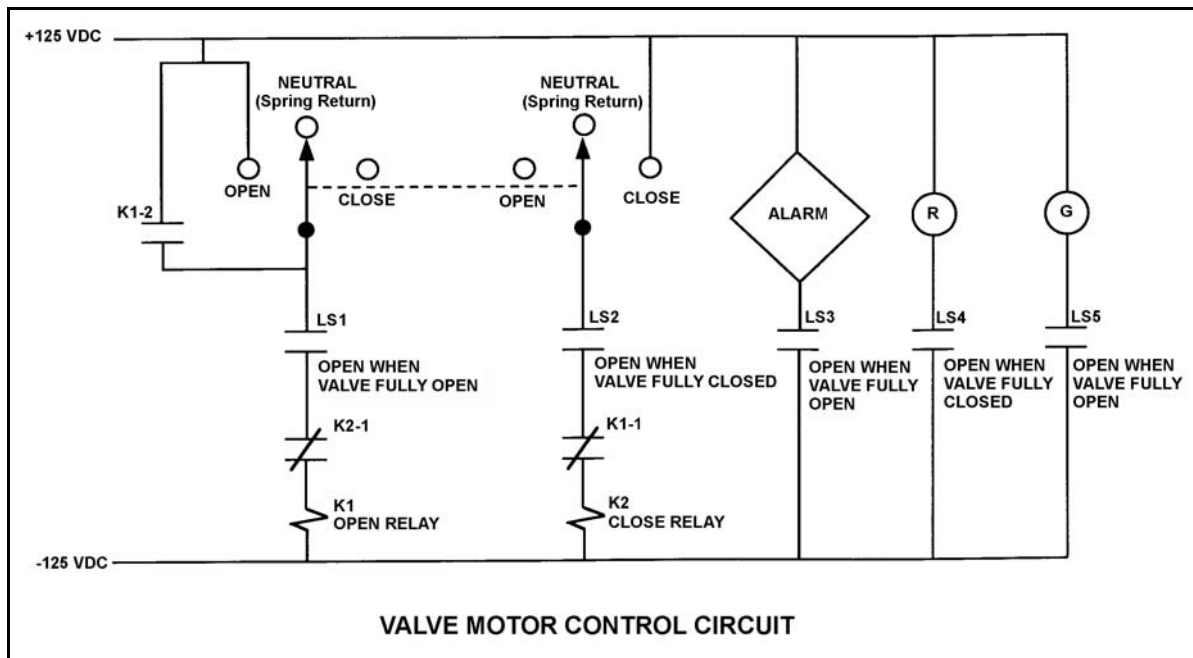 +125 VDC
NEUTRAL
(Spring Return)
NEUTRAL
(Spring Return)
OPEN
CLOSE
OPEN
CLOSE
K1-2
ALARM
R
G
LS1
OPEN WHEN
VALVE FULLY OPEN
LS2
OPEN WHEN
VALVE FULLY CLOSED
LS3
OPEN WHEN
VALVE FULLY
OPEN
LS4
OPEN WHEN
VALVE FULLY
CLOSED
LS5
OPEN WHEN
VALVE FULLY
OPEN
K2-1
K1-1
K1
OPEN RELAY
K2
CLOSE RELAY
-125 VDC
VALVE MOTOR CONTROL CIRCUIT